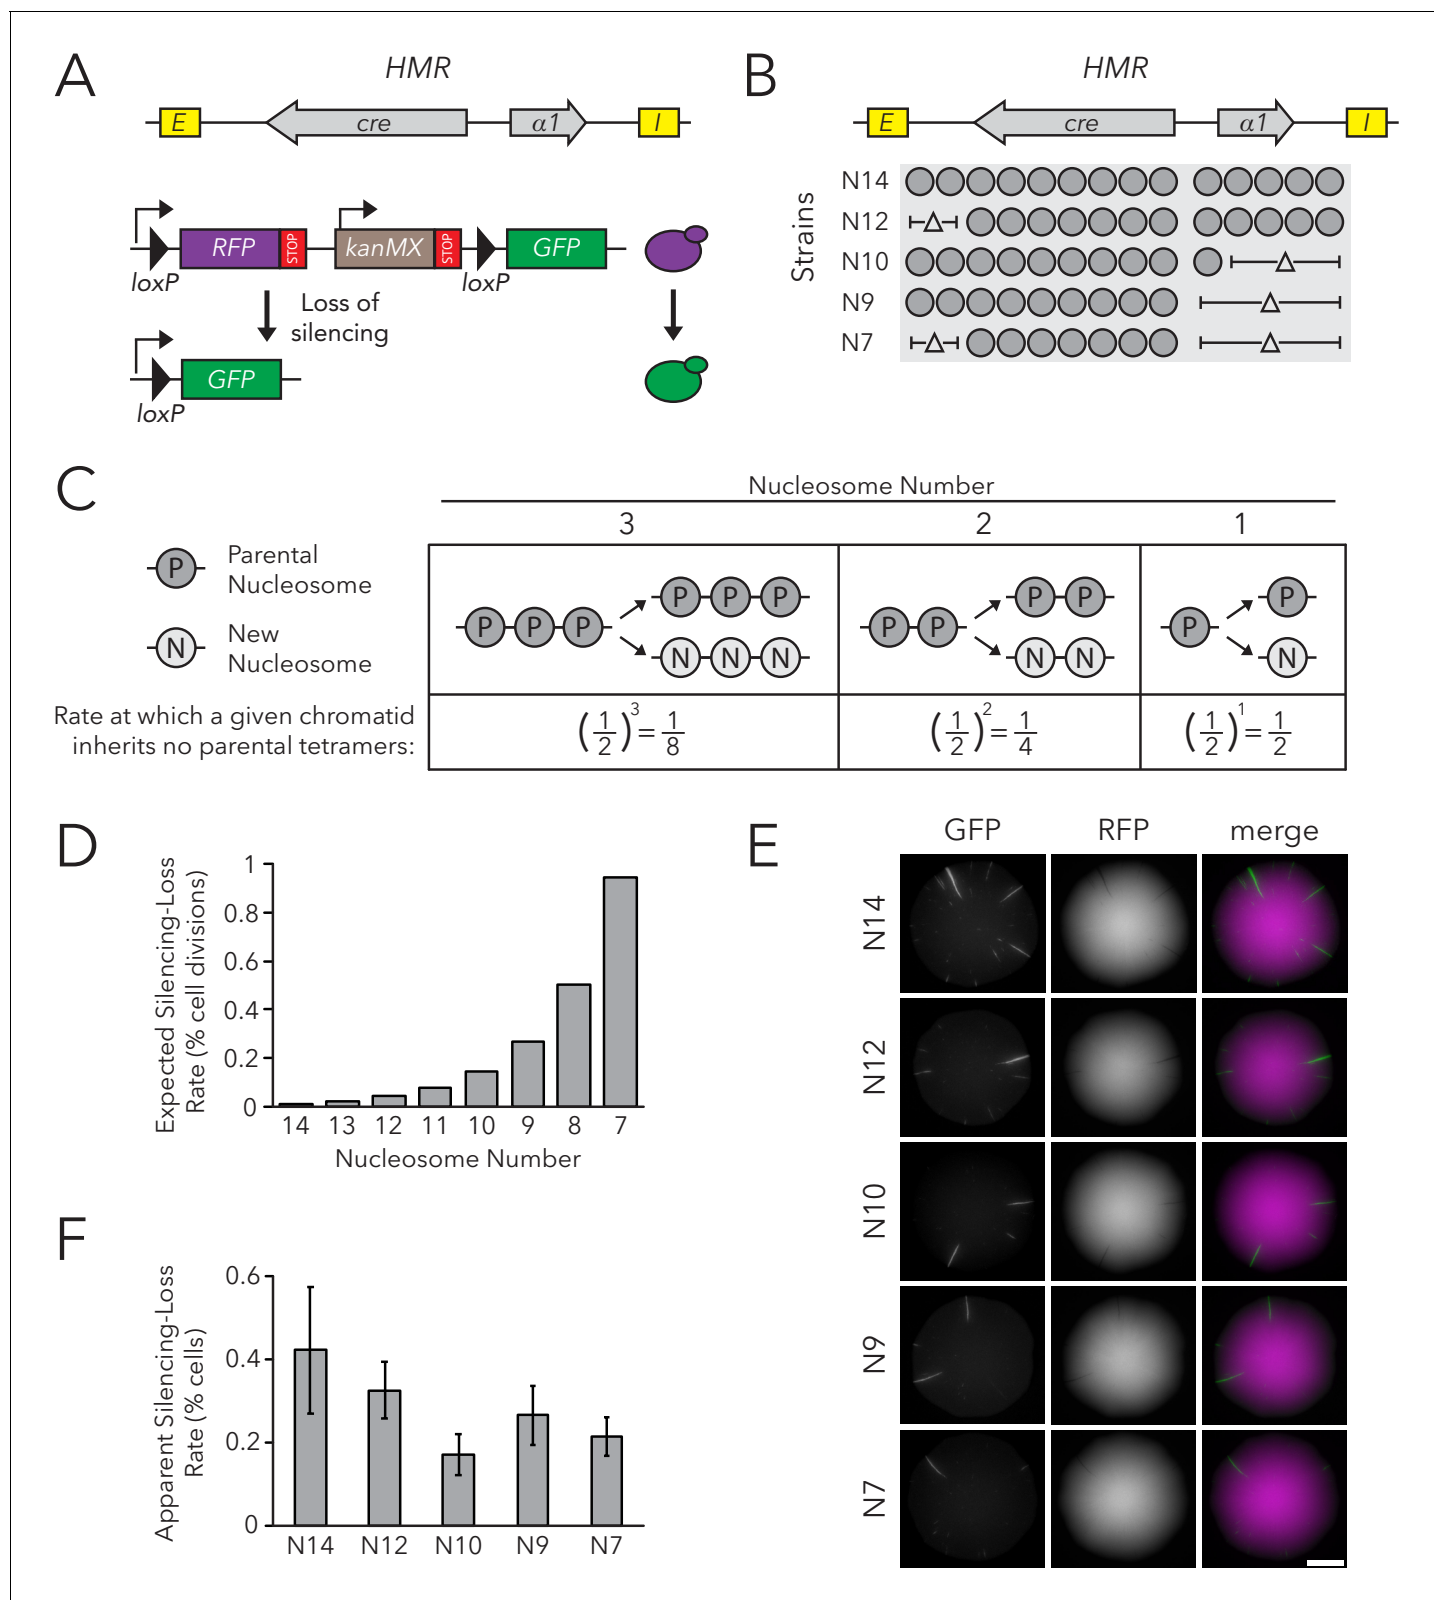 A
HMR
E
cre
α1
I
loxP
RFP
STOP
kanMX
STOP
loxP
GFP
Loss of
silencing
loxP
GFP
B
HMR
E
cre
α1
I
Strains
N14
N12
Δ
N10
Δ
N9
Δ
N7
Δ
Δ
C
Nucleosome Number
3
2
1
P
Parental
Nucleosome
N
New
Nucleosome
P P P
P P P
N N N
P P
P P
N N
P
P
N
Rate at which a given chromatid
inherits no parental tetramers:
(1/2)^3 = 1/8
(1/2)^2 = 1/4
(1/2)^1 = 1/2
D
Expected Silencing-Loss
Rate (% cell divisions)
1
0.8
0.6
0.4
0.2
0
14 13 12 11 10 9 8 7
Nucleosome Number
E
GFP RFP merge
N14
N12
N10
N9
N7
F
Apparent Silencing-Loss
Rate (% cells)
0.6
0.4
0.2
0
N14 N12 N10 N9 N7